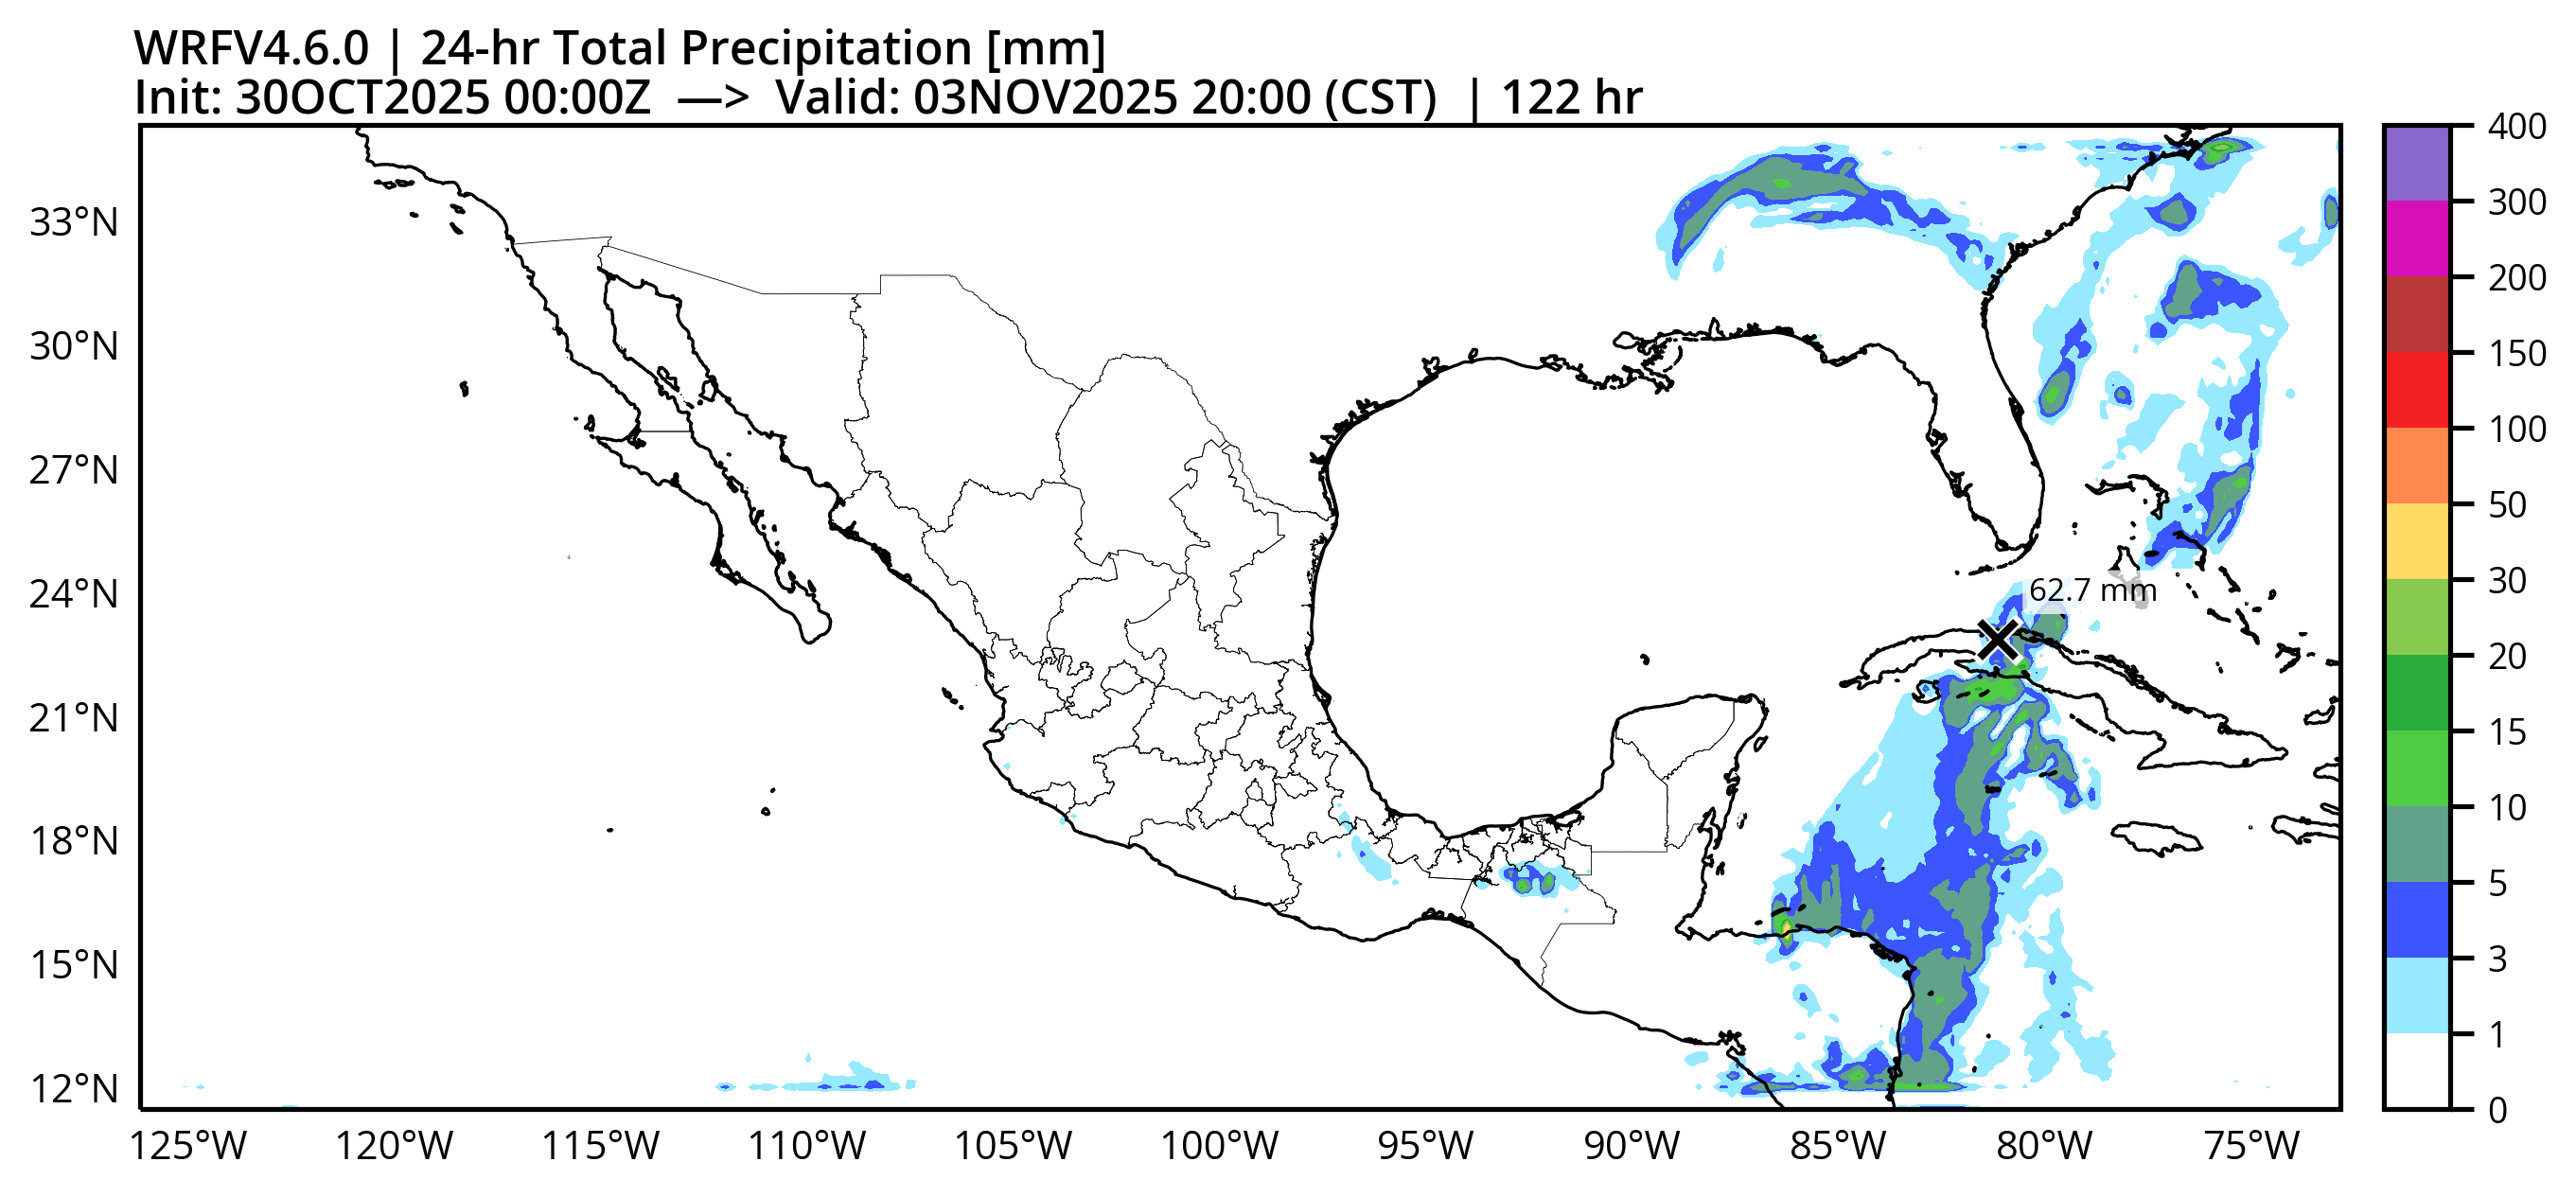 WRFV4.6.0 | 24-hr Total Precipitation [mm]
Init: 30OCT2025 00:00Z —> Valid: 03NOV2025 20:00 (CST) | 122 hr
33°N
30°N
27°N
24°N
21°N
18°N
15°N
12°N
62.7 mm
125°W 120°W 115°W 110°W 105°W 100°W 95°W 90°W 85°W 80°W 75°W
400
300
200
150
100
50
30
20
15
10
5
3
1
0